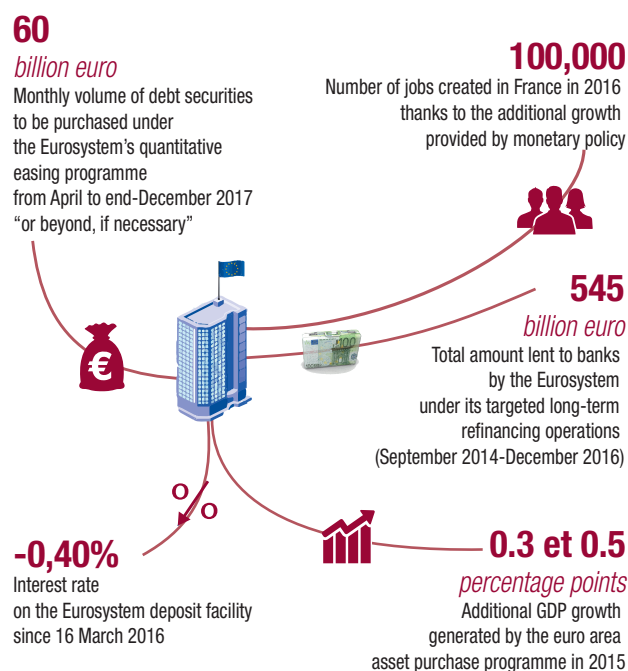 60
billion euro
Monthly volume of debt securities
to be purchased under
the Eurosystem’s quantitative
easing programme
from April to end-December 2017
“or beyond, if necessary”
100,000
Number of jobs created in France in 2016
thanks to the additional growth
provided by monetary policy
€
100
545
billion euro
Total amount lent to banks
by the Eurosystem
under its targeted long-term
refinancing operations
(September 2014-December 2016)
-0,40%
Interest rate
on the Eurosystem deposit facility
since 16 March 2016
0.3 et 0.5
percentage points
Additional GDP growth
generated by the euro area
asset purchase programme in 2015